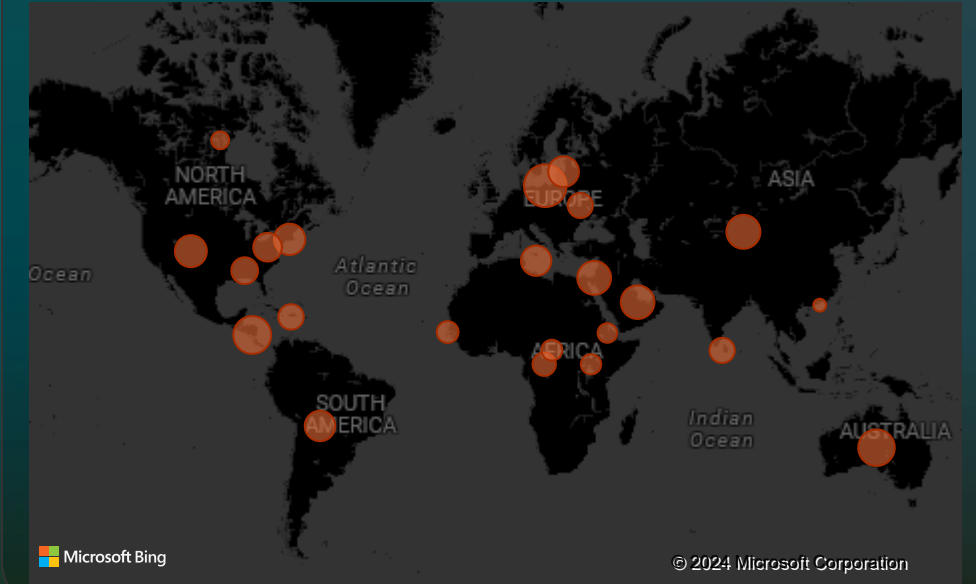 NORTH
AMERICA
EUROPE
ASIA
Ocean
Atlantic
Ocean
AFRICA
SOUTH
AMERICA
Indian
Ocean
AUSTRALIA
Microsoft Bing
© 2024 Microsoft Corporation